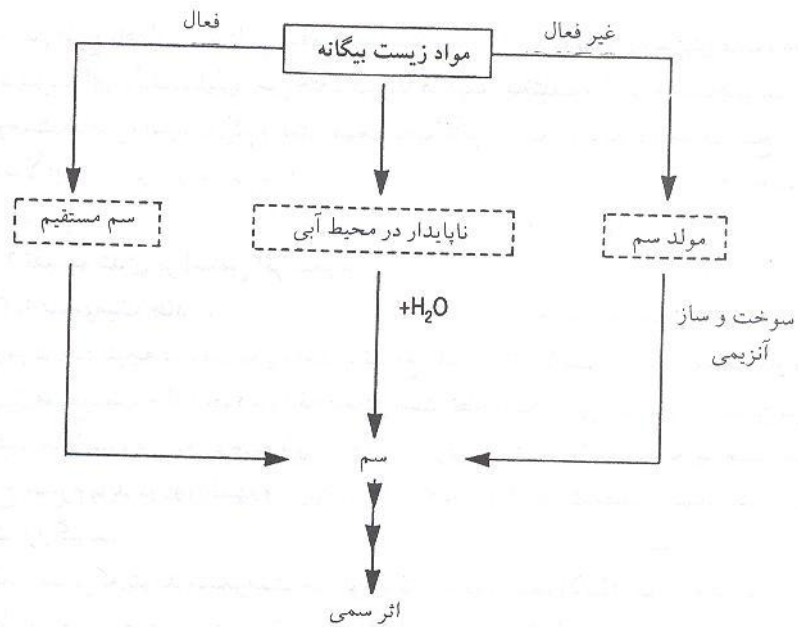 غیر فعال
فعال
مواد زیست بیگانه
مولد سم
ناپایدار در محیط آبی
سم مستقیم
سوخت و ساز
آنزیمی
+H₂O
سم
اثر سمی